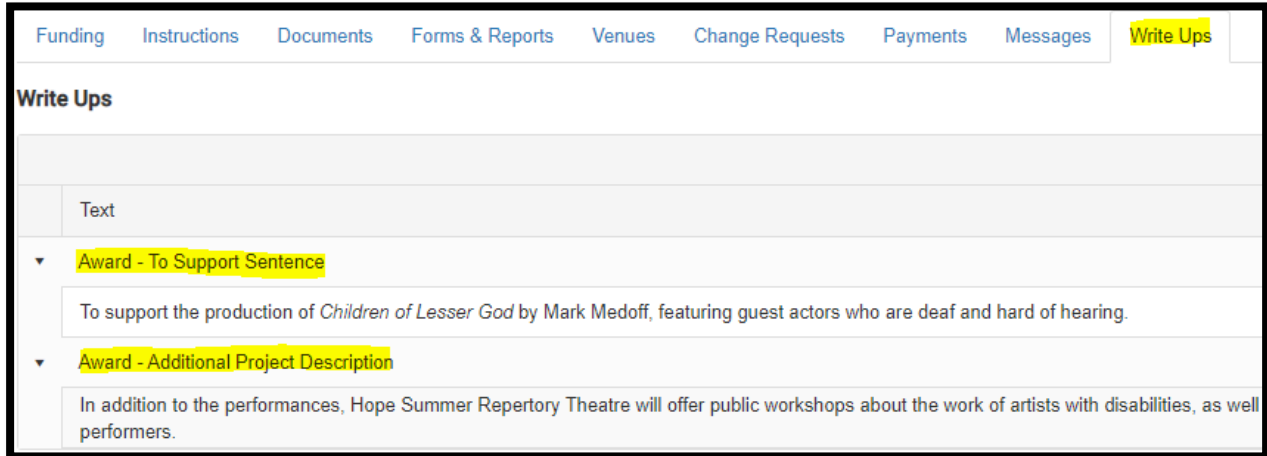 Funding Instructions Documents Forms & Reports Venues Change Requests Payments Messages Write Ups
Write Ups
Text
Award - To Support Sentence
To support the production of Children of Lesser God by Mark Medoff, featuring guest actors who are deaf and hard of hearing.
Award - Additional Project Description
In addition to the performances, Hope Summer Repertory Theatre will offer public workshops about the work of artists with disabilities, as well
performers.